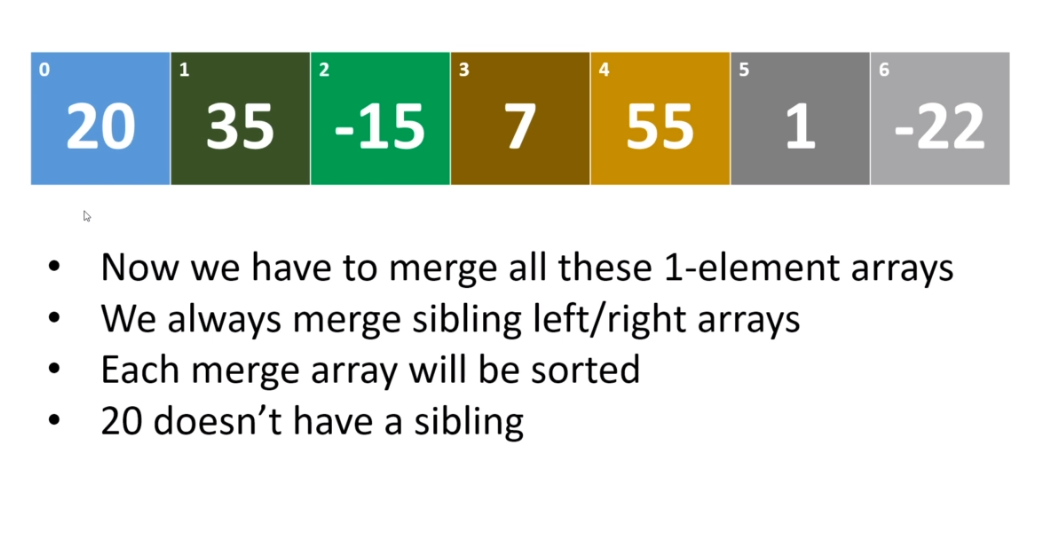 0 1 2 3 4 5 6
20 35 -15 7 55 1 -22
• Now we have to merge all these 1-element arrays
• We always merge sibling left/right arrays
• Each merge array will be sorted
• 20 doesn’t have a sibling